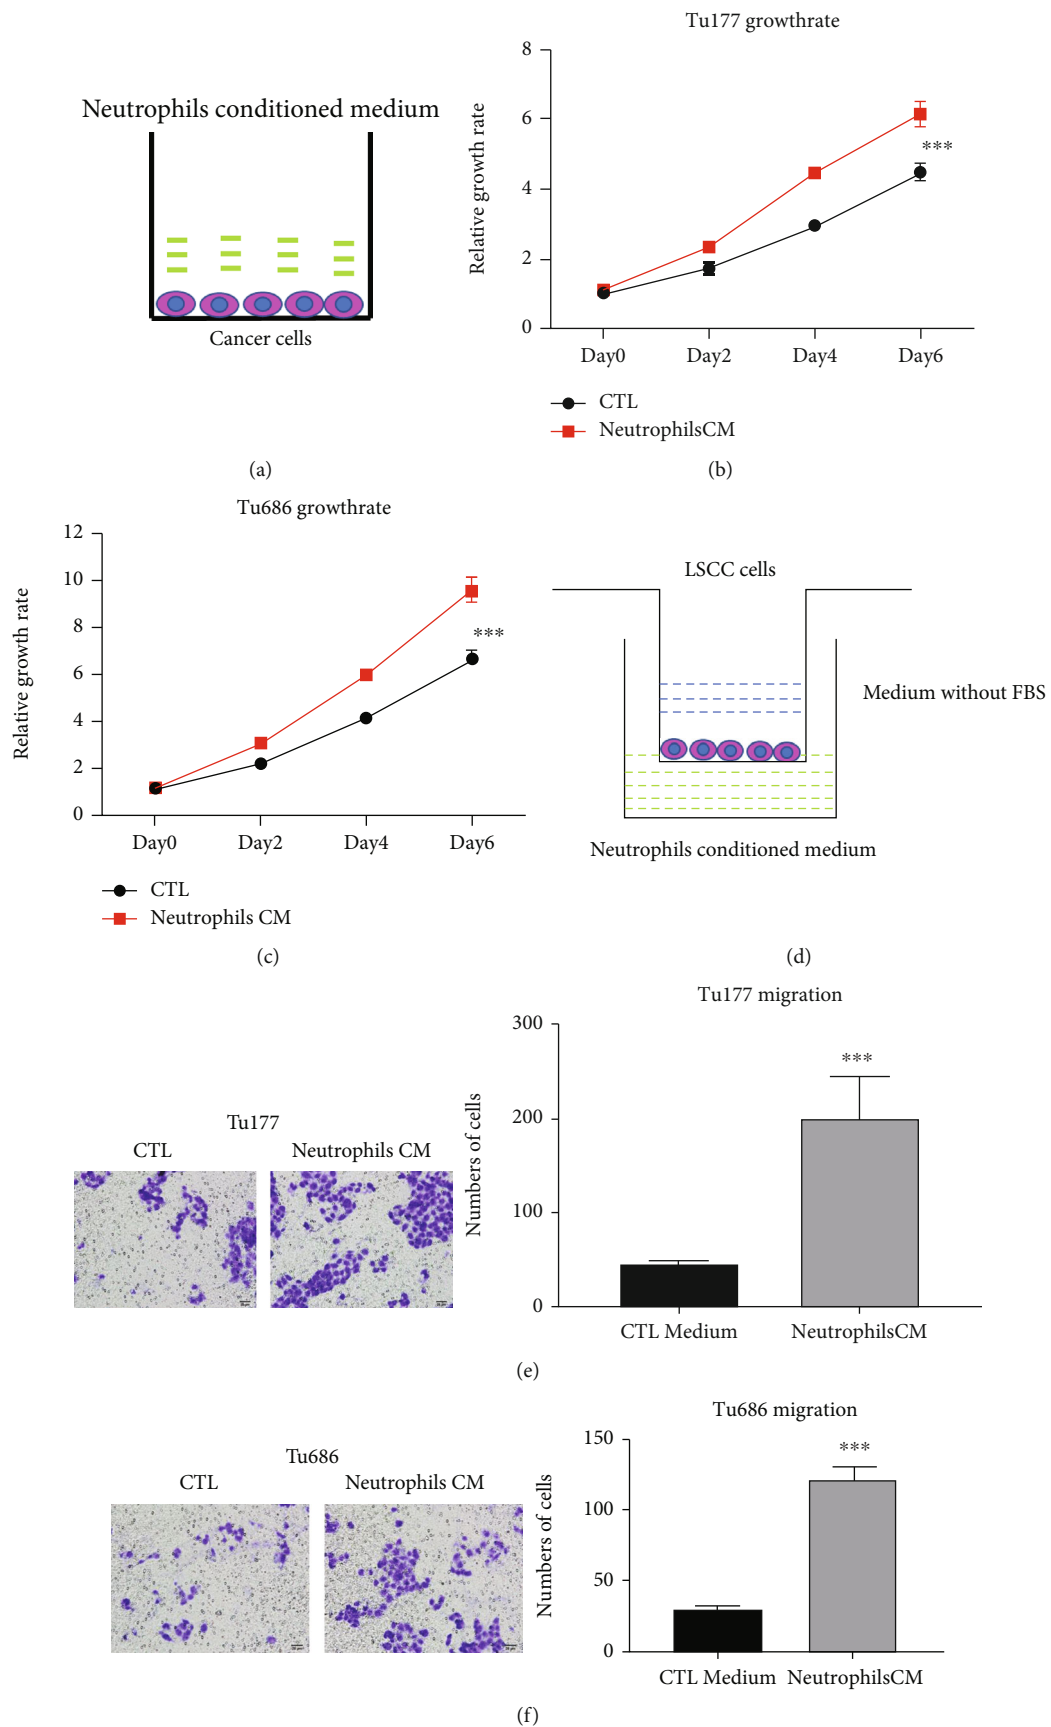 Neutrophils conditioned medium
Cancer cells
(a)
Tu177 growthrate
Relative growth rate
8
6
4
2
0
***
Day0 Day2 Day4 Day6
CTL
NeutrophilsCM
(b)
Tu686 growthrate
Relative growth rate
12
10
8
6
4
2
0
***
Day0 Day2 Day4 Day6
CTL
Neutrophils CM
(c)
LSCC cells
Medium without FBS
Neutrophils conditioned medium
(d)
Tu177
CTL Neutrophils CM
Tu177 migration
Numbers of cells
300
200
100
0
***
CTL Medium NeutrophilsCM
(e)
Tu686
CTL Neutrophils CM
Tu686 migration
Numbers of cells
150
100
50
0
***
CTL Medium NeutrophilsCM
(f)